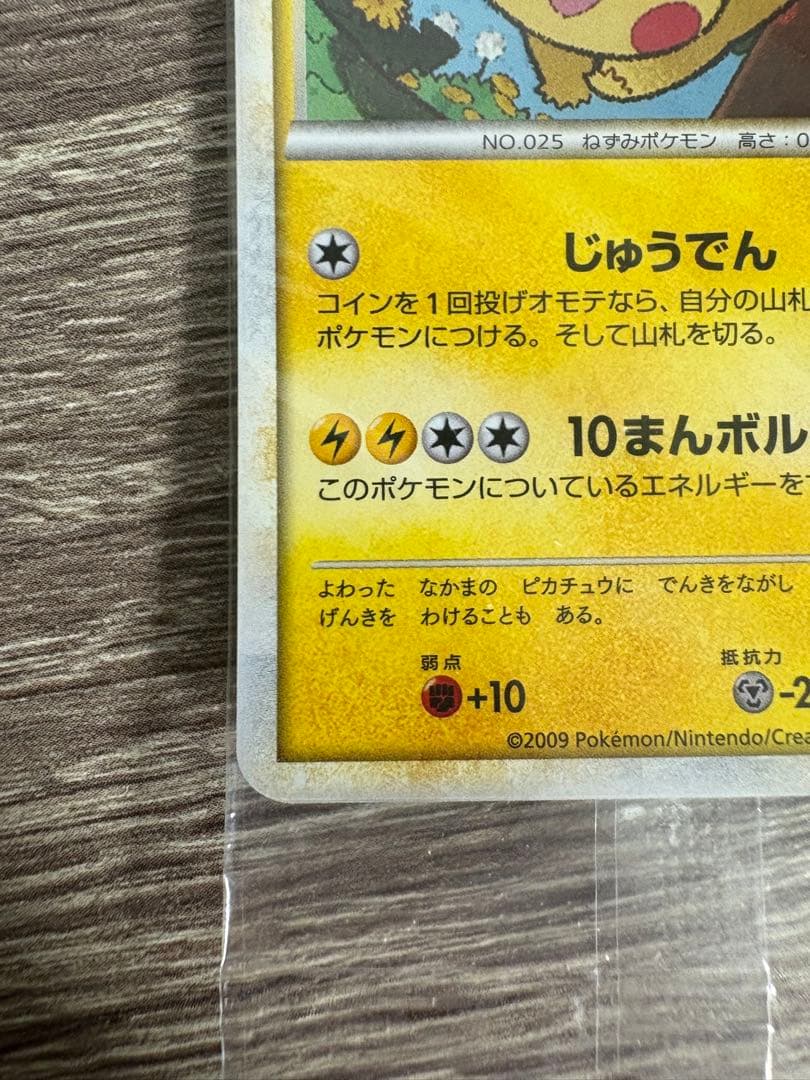 NO.025 ねずみポケモン 高さ:0
じゅうでん
コインを1回投げオモテなら、自分の山札
ポケモンにつける。そして山札を切る。
10まんボル
このポケモンについているエネルギーを
よわった なかまの ピカチュウに でんきをながし
げんきを わけることも ある。
弱点 抵抗力
+10 -2
©2009 Pokémon/Nintendo/Crea